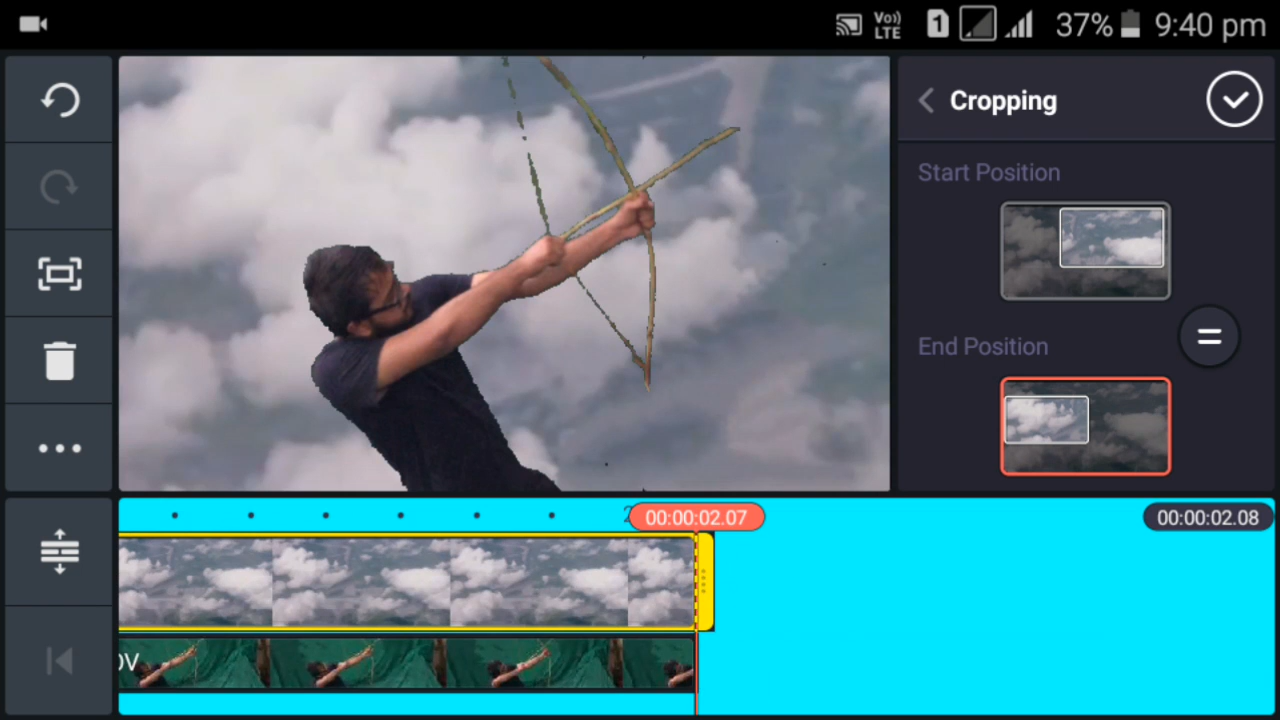 Vo)) LTE 1 37% 9:40 pm
Cropping
Start Position
End Position
00:00:02.07
00:00:02.08